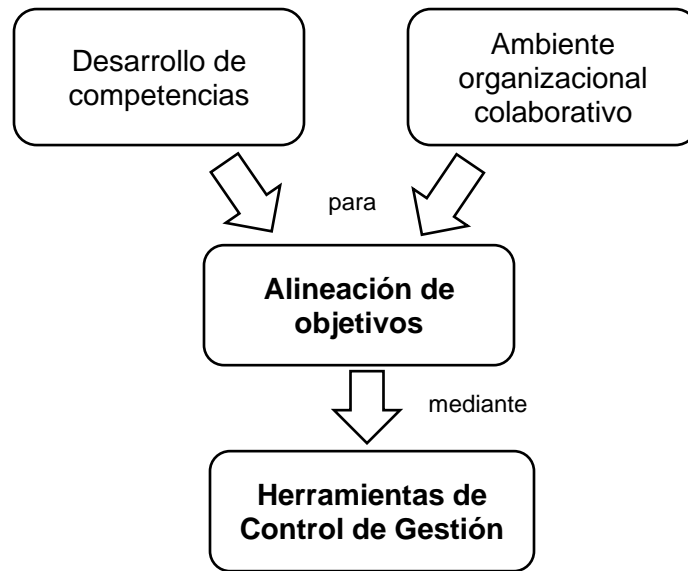 Desarrollo de
competencias
Ambiente
organizacional
colaborativo
para
Alineación de
objetivos
mediante
Herramientas de
Control de Gestión